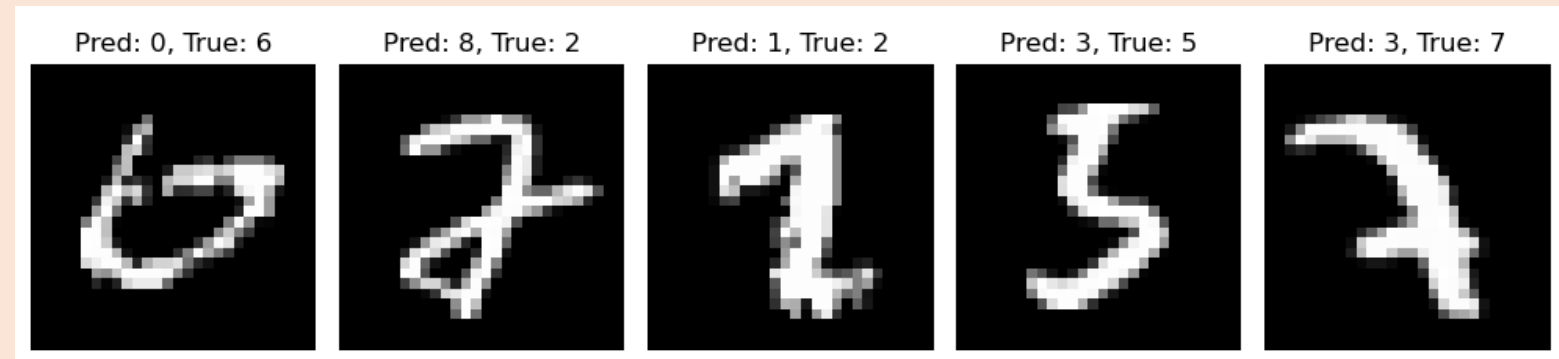 Pred: 0, True: 6
Pred: 8, True: 2
Pred: 1, True: 2
Pred: 3, True: 5
Pred: 3, True: 7